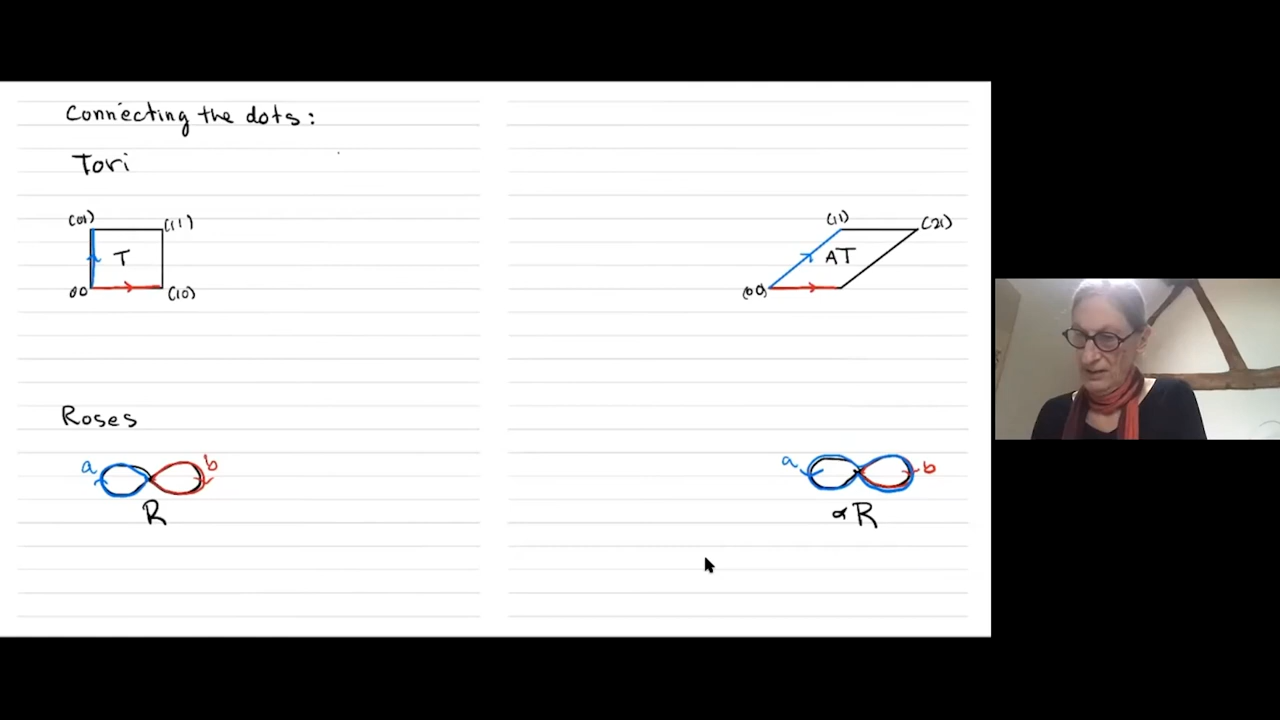 Connecting the dots:
Tori
(01) (11) (11) (21)
T AT
00 (10) (00)
Roses
a b a b
R αR